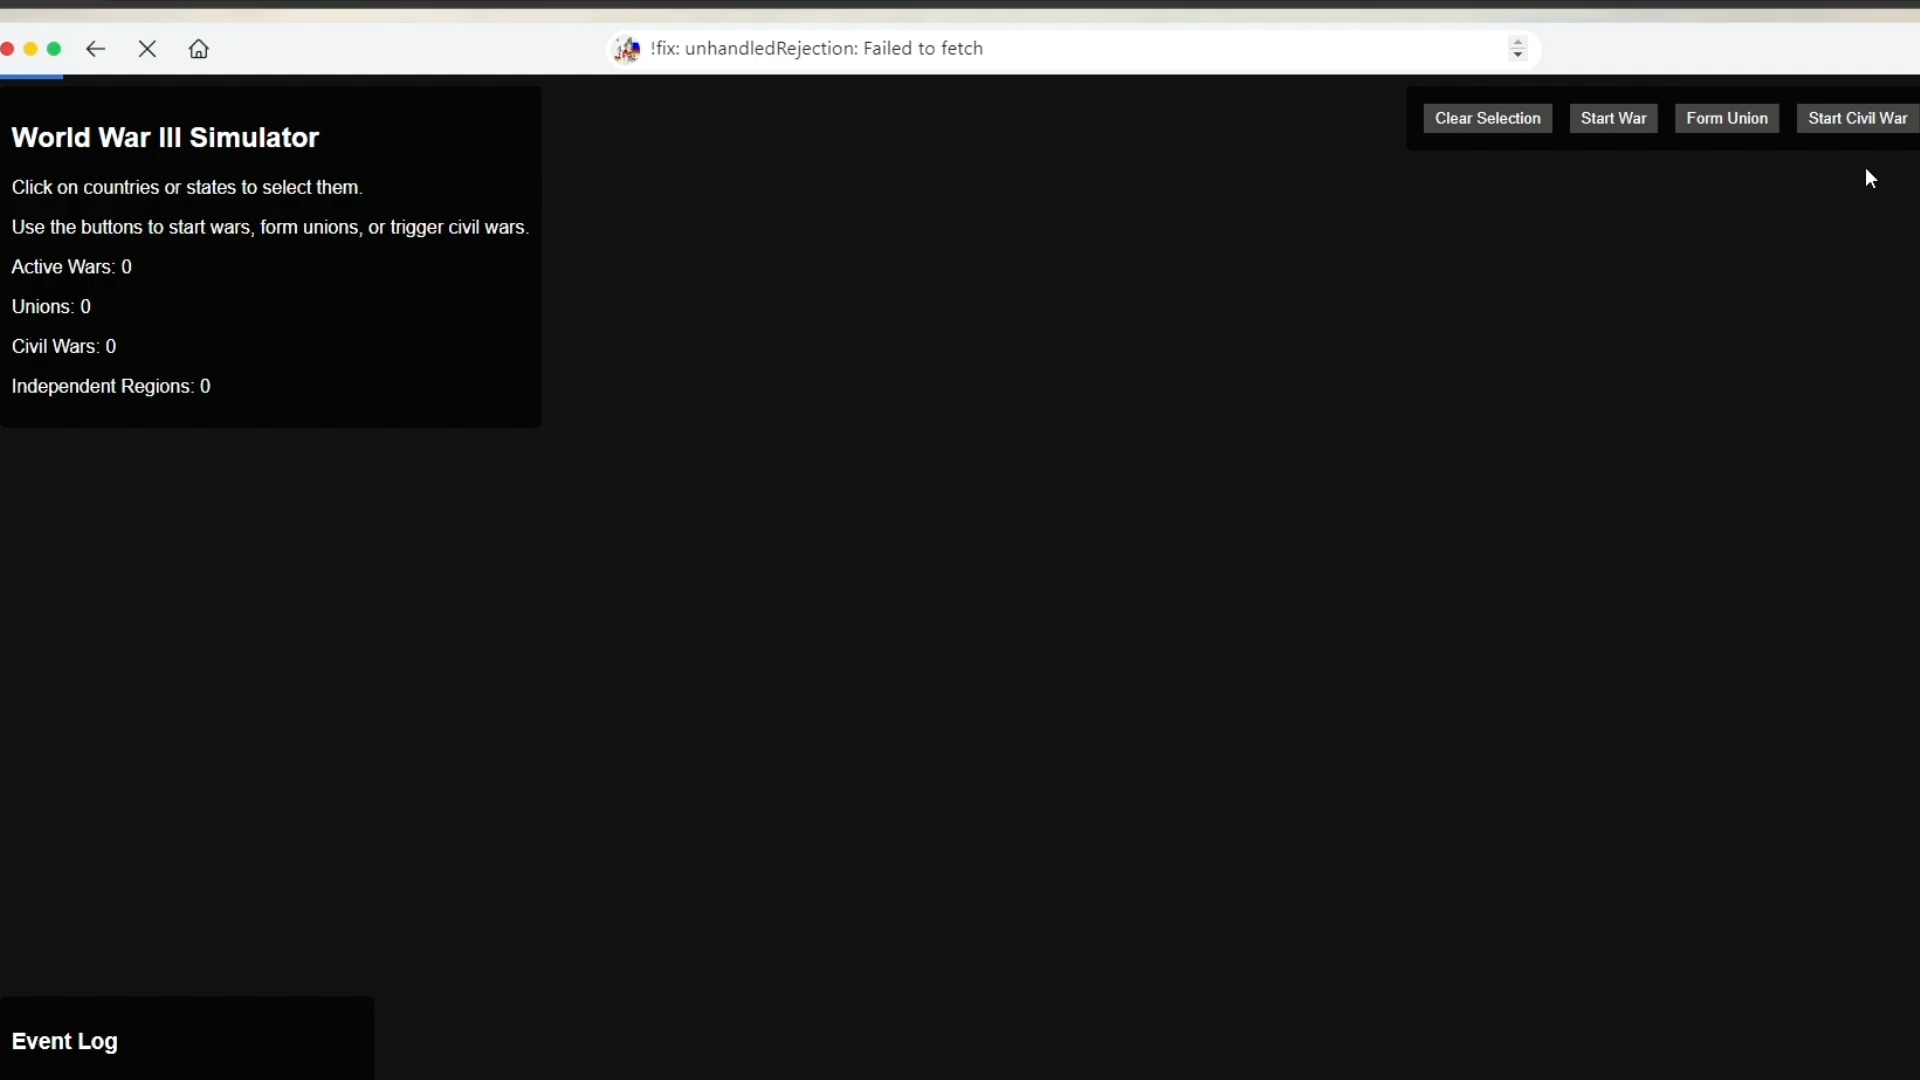 !fix: unhandledRejection: Failed to fetch
World War III Simulator
Click on countries or states to select them.
Use the buttons to start wars, form unions, or trigger civil wars.
Active Wars: 0
Unions: 0
Civil Wars: 0
Independent Regions: 0
Clear Selection
Start War
Form Union
Start Civil War
Event Log